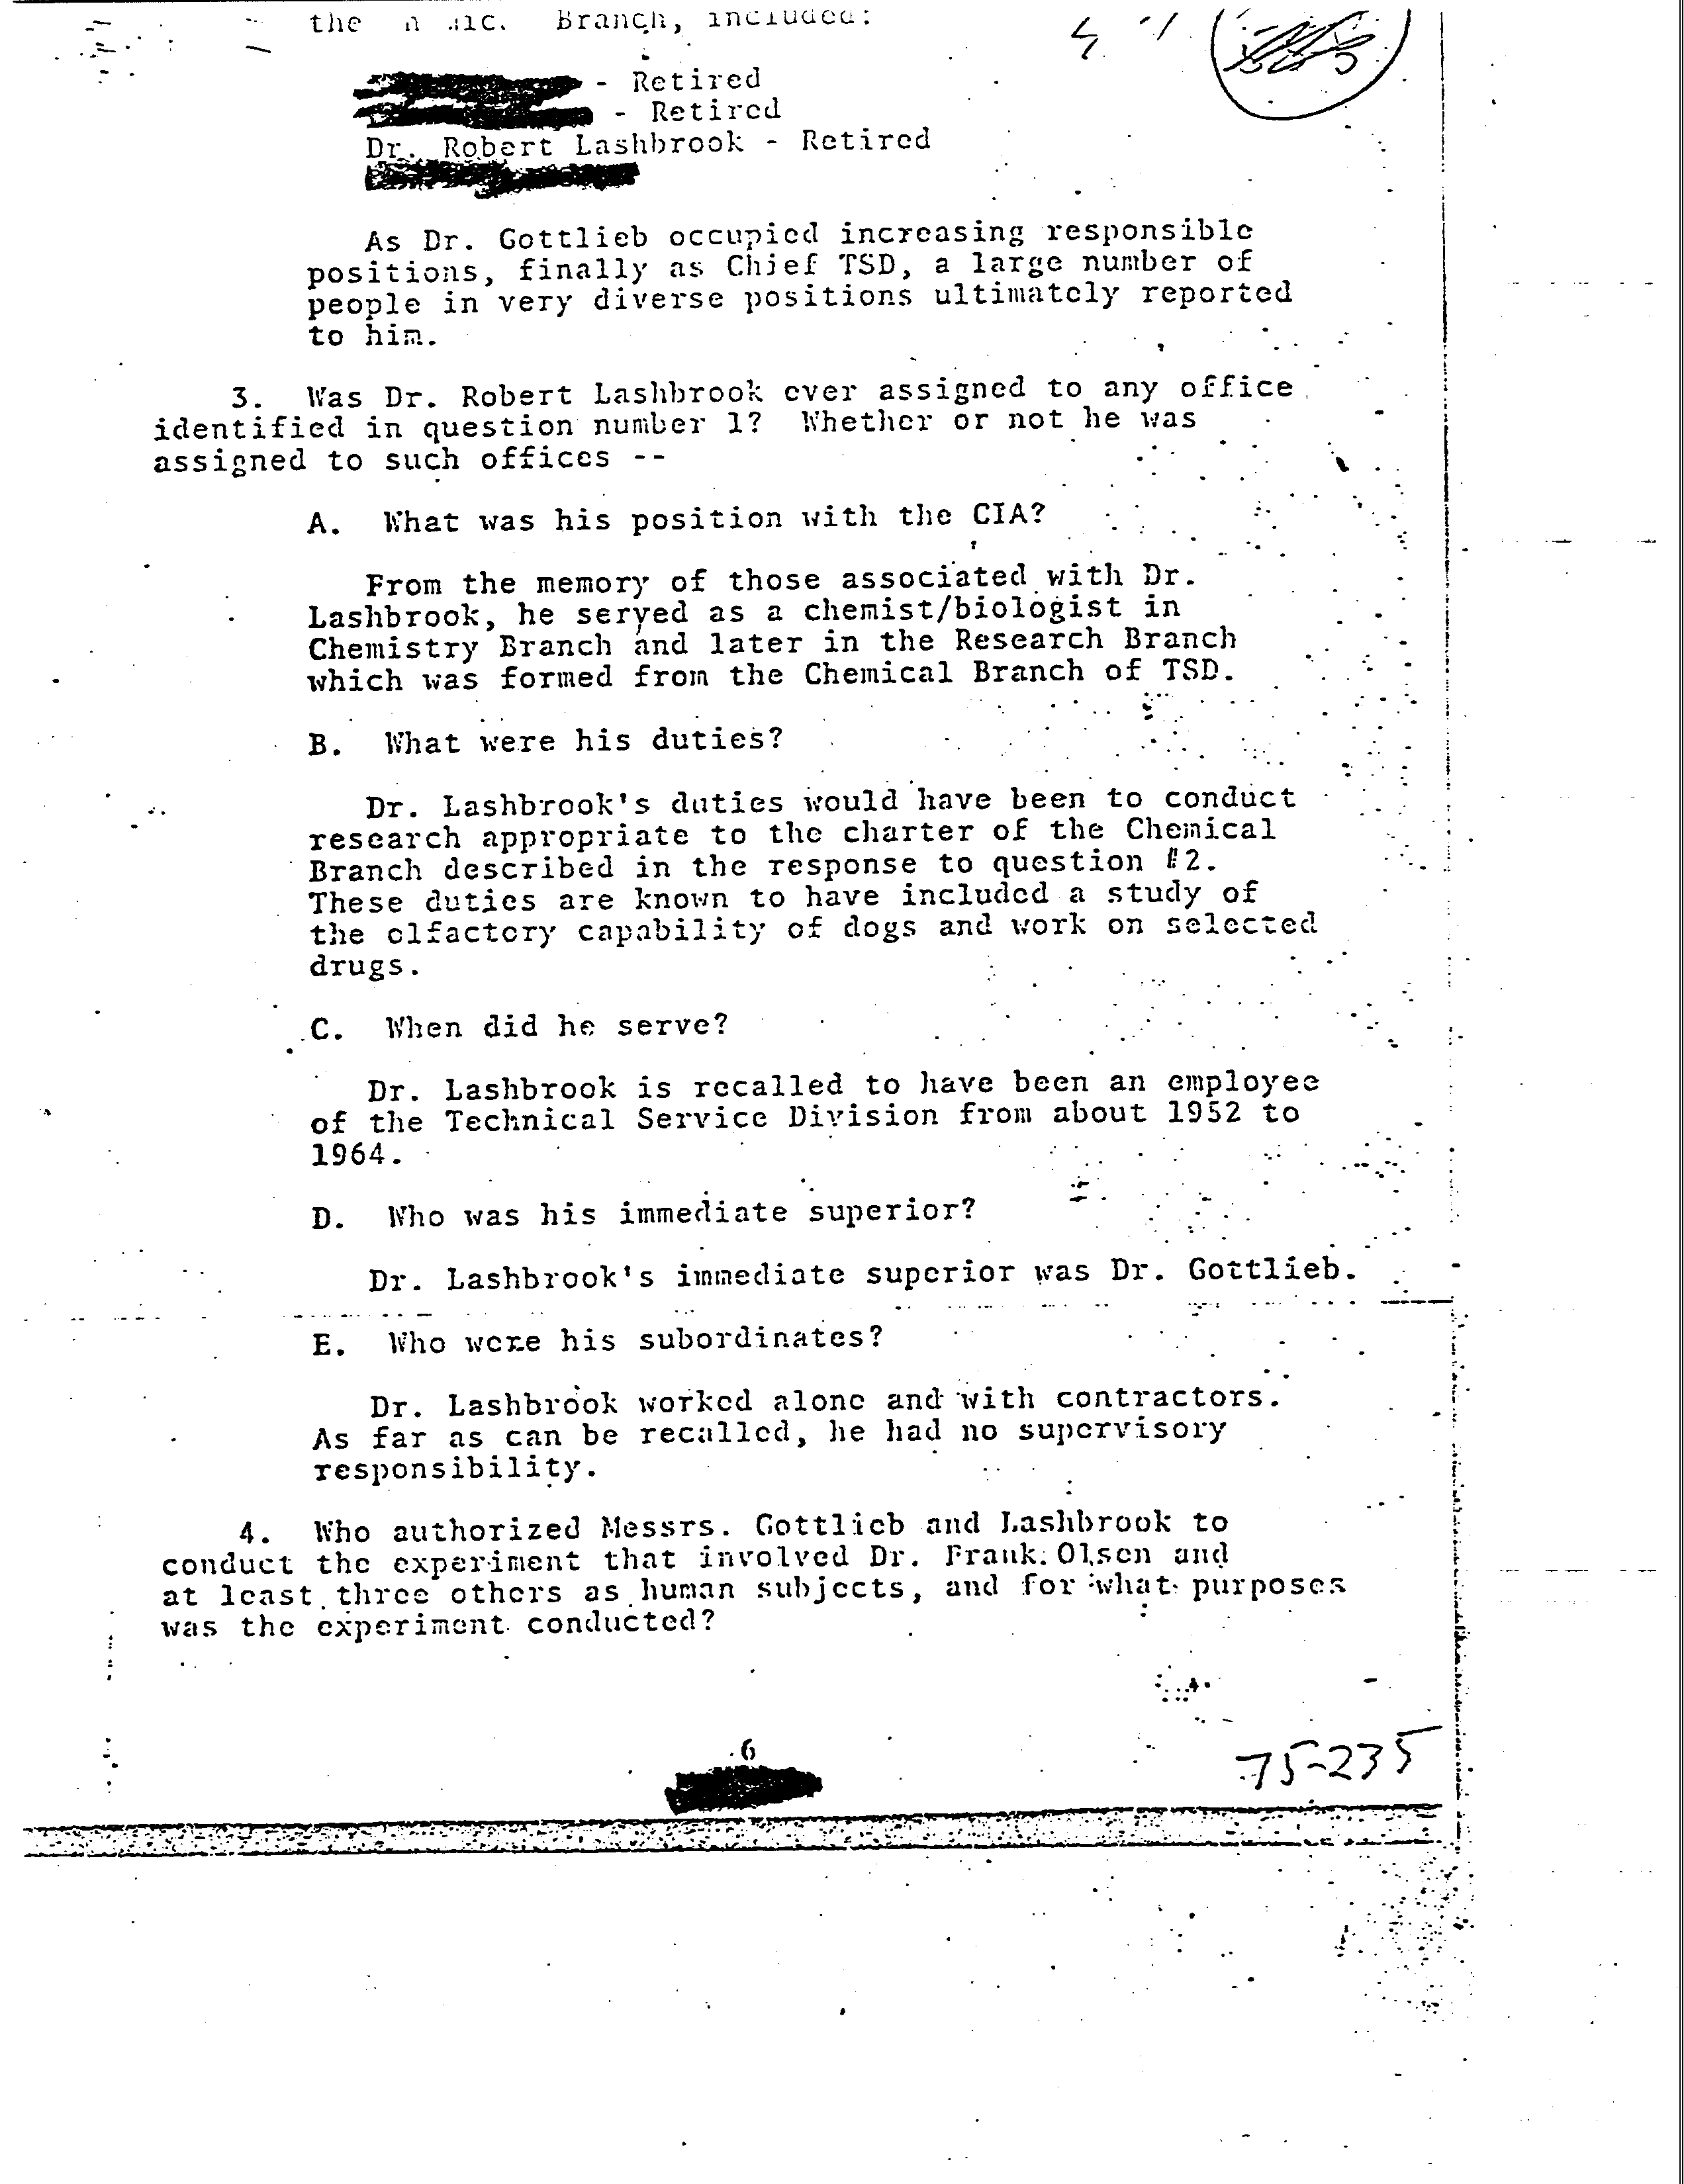 the Branch, included:
- Retired
- Retired
Dr. Robert Lashbrook - Retired
As Dr. Gottlieb occupied increasing responsible
positions, finally as Chief TSD, a large number of
people in very diverse positions ultimately reported
to him.
3. Was Dr. Robert Lashbrook ever assigned to any office
identified in question number 1? Whether or not he was
assigned to such offices --
A. What was his position with the CIA?
From the memory of those associated with Dr.
Lashbrook, he served as a chemist/biologist in
Chemistry Branch and later in the Research Branch
which was formed from the Chemical Branch of TSD.
B. What were his duties?
Dr. Lashbrook's duties would have been to conduct
research appropriate to the charter of the Chemical
Branch described in the response to question #2.
These duties are known to have included a study of
the olfactory capability of dogs and work on selected
drugs.
C. When did he serve?
Dr. Lashbrook is recalled to have been an employee
of the Technical Service Division from about 1952 to
1964.
D. Who was his immediate superior?
Dr. Lashbrook's immediate superior was Dr. Gottlieb.
E. Who were his subordinates?
Dr. Lashbrook worked alone and with contractors.
As far as can be recalled, he had no supervisory
responsibility.
4. Who authorized Messrs. Gottlieb and Lashbrook to
conduct the experiment that involved Dr. Frank Olsen and
at least three others as human subjects, and for what purposes
was the experiment conducted?
6
75-235